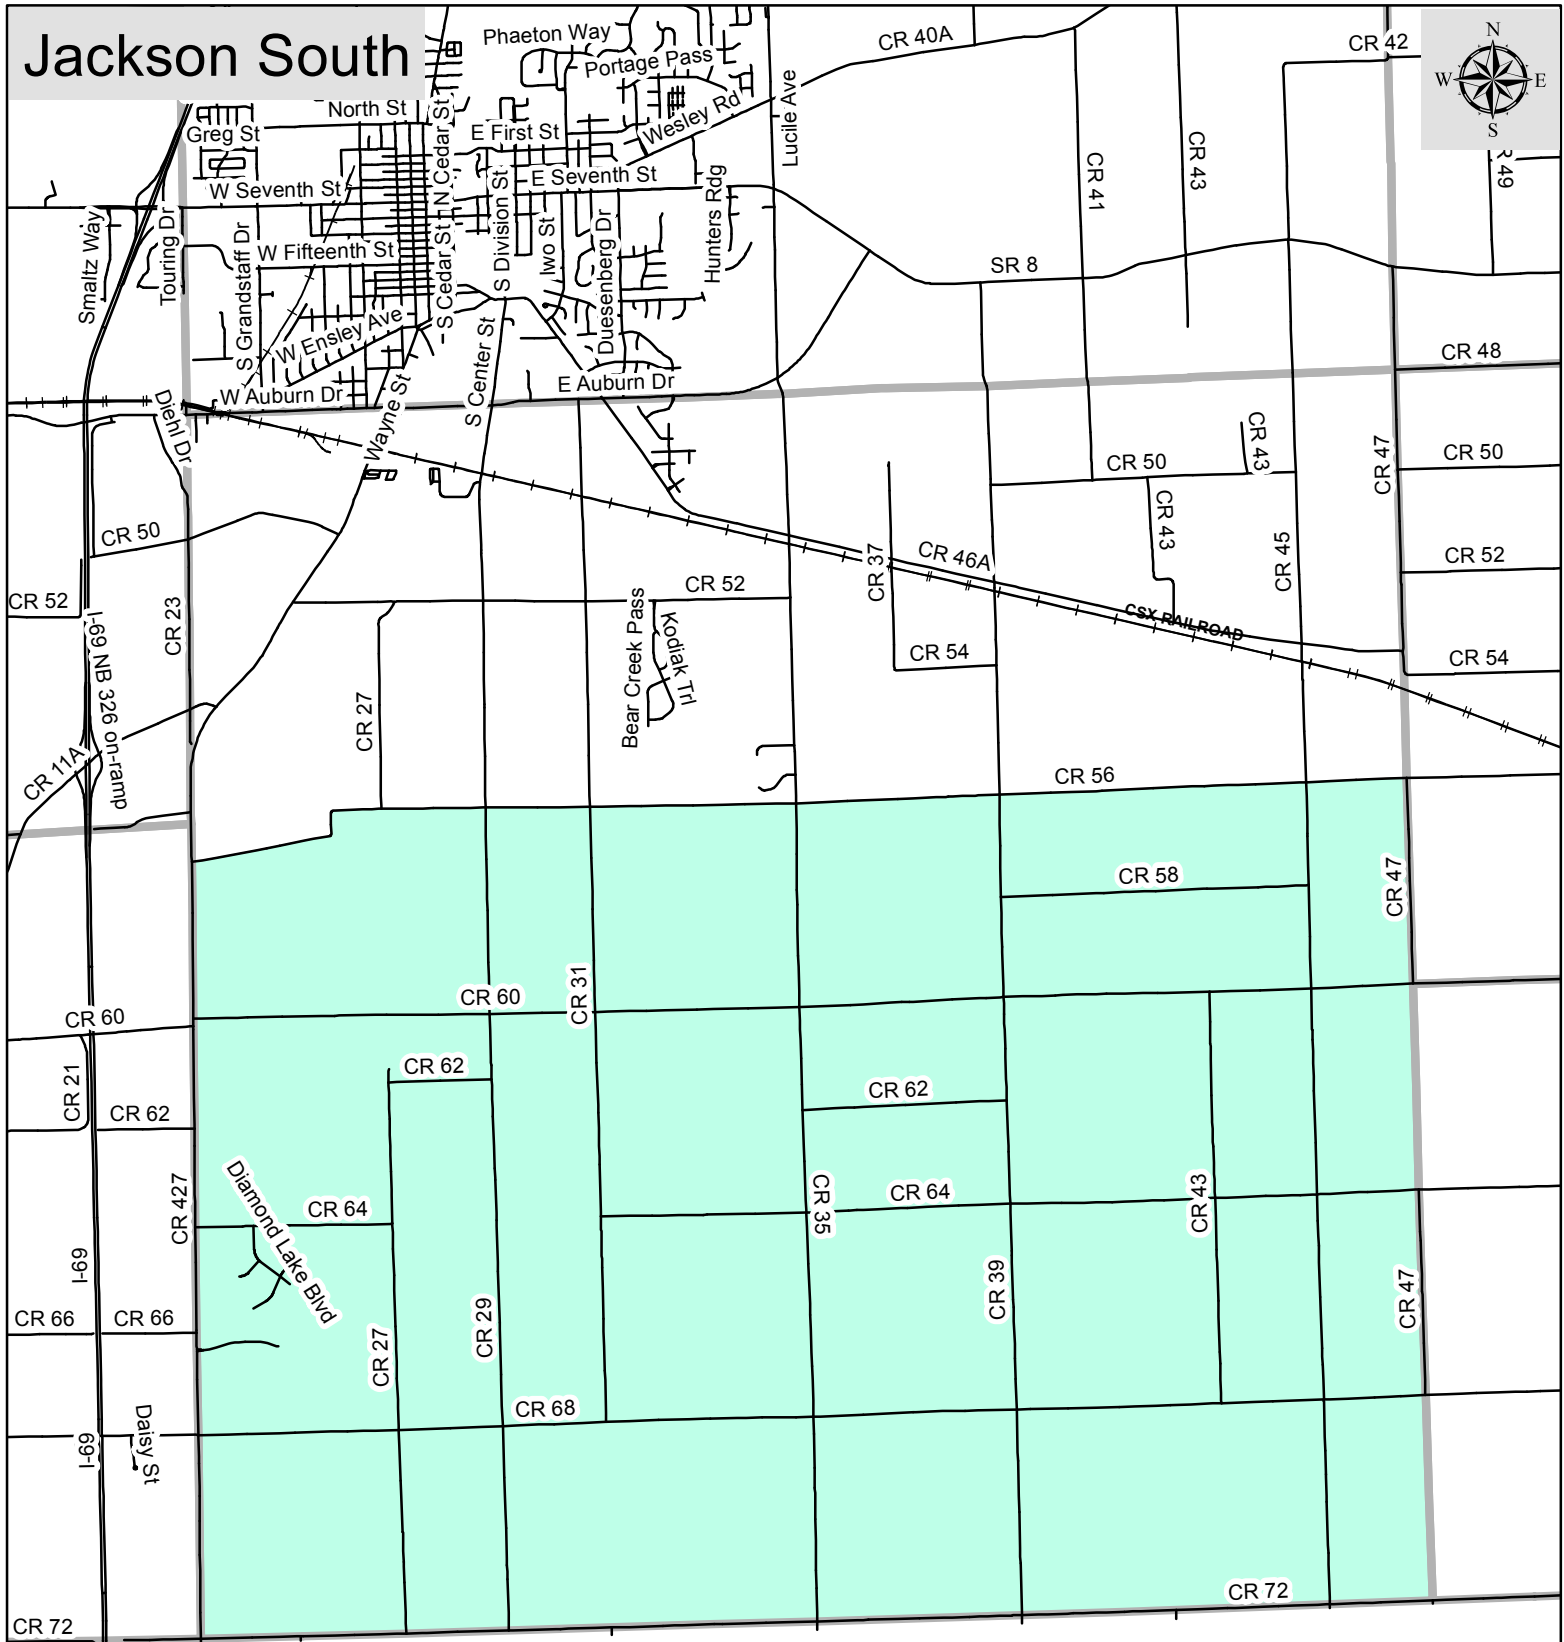 Jackson South
Phaeton Way
CR 40A
CR 42
N
W
E
S
Portage Pass
North St
Greg St
N Cedar St
E First St
Wesley Rd
Lucile Ave
CR 41
CR 43
R 49
W Seventh St
E Seventh St
Smaltz Way
Touring Dr
S Grandstaff Dr
W Fifteenth St
S Cedar St
S Division St
Iwo St
Duesenberg Dr
Hunters Rdg
SR 8
W Ensley Ave
S Center St
CR 48
W Auburn Dr
E Auburn Dr
Diehl Dr
Wayne St
CR 43
CR 47
CR 50
CR 50
CR 50
CR 43
CR 45
CR 37
CR 46A
CR 52
CR 52
CR 52
CR 23
I-69 NB 326 on-ramp
Bear Creek Pass
Kodiak Trl
CSX RAILROAD
CR 54
CR 54
CR 27
CR 11A
CR 56
CR 58
CR 47
CR 60
CR 60
CR 31
CR 21
CR 62
CR 62
CR 62
CR 427
Diamond Lake Blvd
CR 64
CR 64
CR 35
CR 43
I-69
CR 39
CR 47
CR 66
CR 66
CR 27
CR 29
CR 68
I-69
Daisy St
CR 72
CR 72